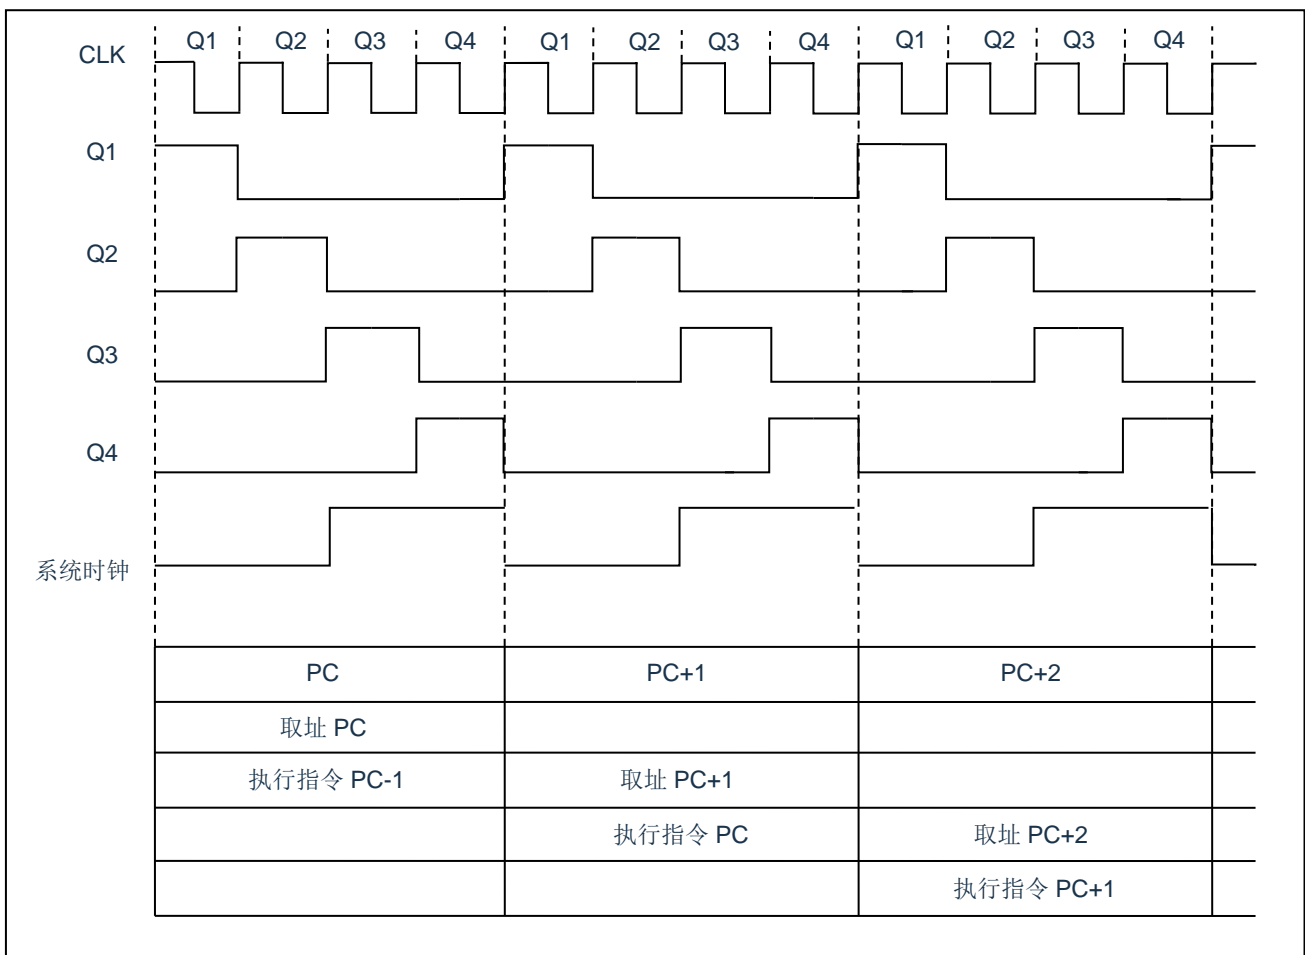 CLK Q1 Q2 Q3 Q4 Q1 Q2 Q3 Q4 Q1 Q2 Q3 Q4
Q1
Q2
Q3
Q4
系统时钟
PC PC+1 PC+2
取址 PC
执行指令 PC-1 取址 PC+1
执行指令 PC 取址 PC+2
执行指令 PC+1